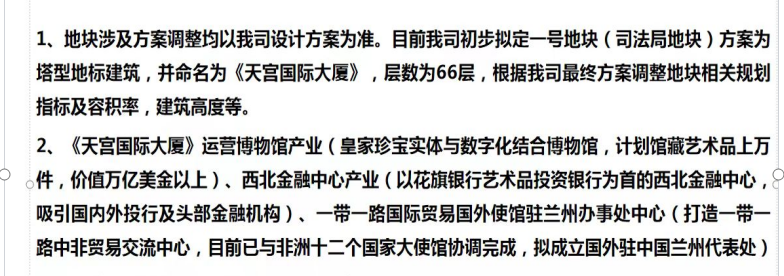 1、地块涉及方案调整均以我司设计方案为准。目前我司初步拟定一号地块（司法局地块）方案为
塔型地标建筑，并命名为《天宫国际大厦》，层数为66层，根据我司最终方案调整地块相关规划
指标及容积率，建筑高度等。
2、《天宫国际大厦》运营博物馆产业（皇家珍宝实体与数字化结合博物馆，计划馆藏艺术品上万
件，价值万亿美金以上）、西北金融中心产业（以花旗银行艺术品投资银行为首的西北金融中心，
吸引国内外投行及头部金融机构）、一带一路国际贸易国外使馆驻兰州办事处中心（打造一带一
路中非贸易交流中心，目前已与非洲十二个国家大使馆协调完成，拟成立国外驻中国兰州代表处）